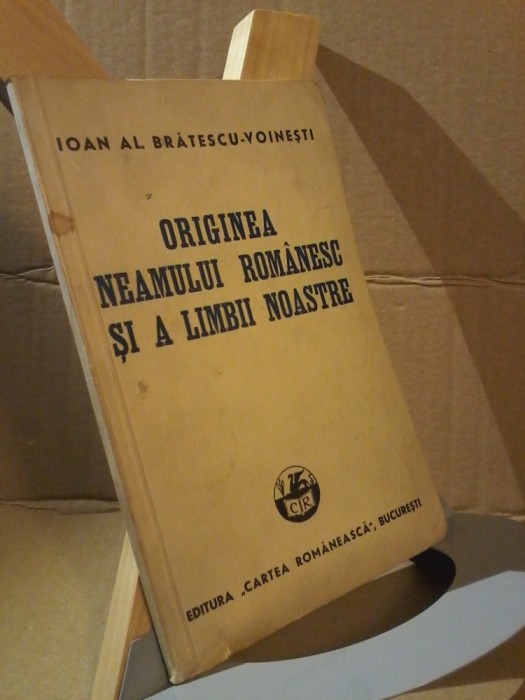 IOAN AL. BRĂTESCU-VOINEȘTI
ORIGINEA
NEAMULUI ROMÂNESC
ȘI A LIMBII NOASTRE
C R
EDITURA „CARTEA ROMÂNEASCĂ", BUCUREȘTI